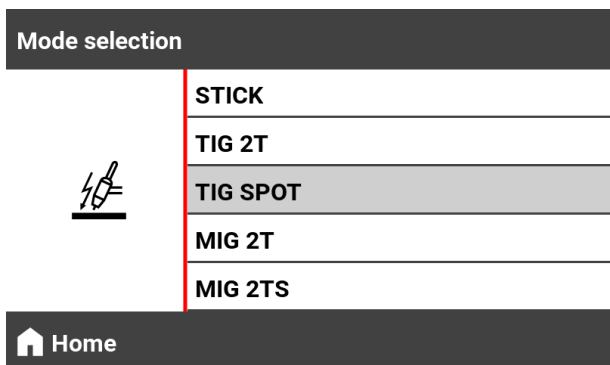 Mode selection
STICK
TIG 2T
TIG SPOT
MIG 2T
MIG 2TS
Home